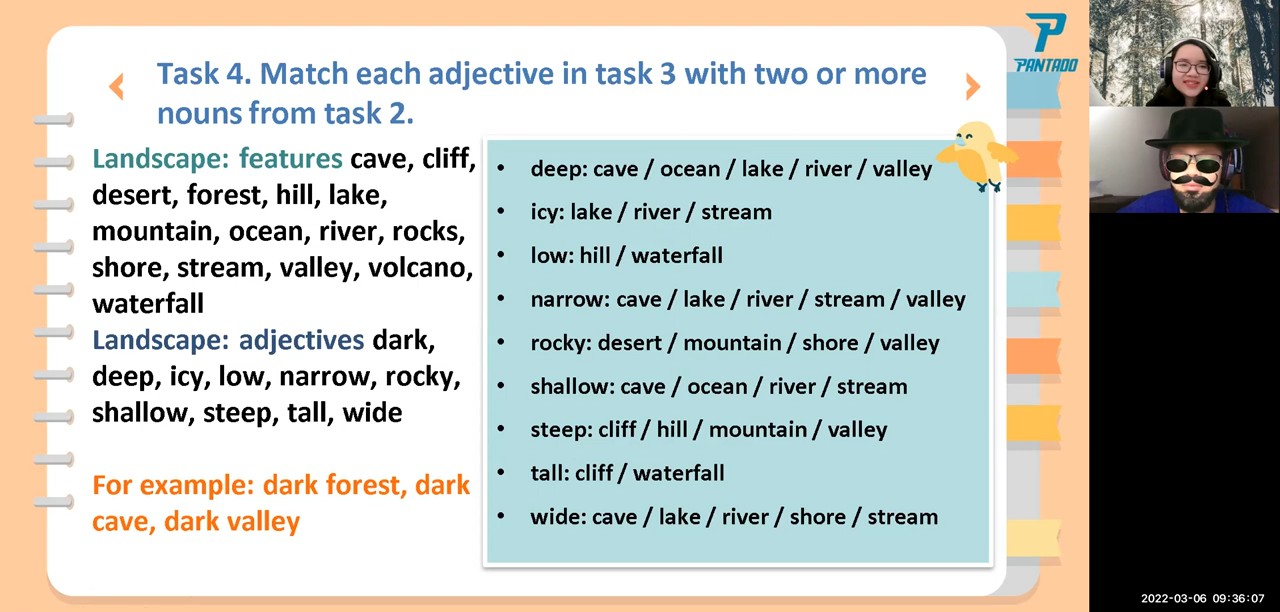 Task 4. Match each adjective in task 3 with two or more
nouns from task 2.
Landscape: features cave, cliff,
desert, forest, hill, lake,
mountain, ocean, river, rocks,
shore, stream, valley, volcano,
waterfall
Landscape: adjectives dark,
deep, icy, low, narrow, rocky,
shallow, steep, tall, wide
For example: dark forest, dark
cave, dark valley
• deep: cave / ocean / lake / river / valley
• icy: lake / river / stream
• low: hill / waterfall
• narrow: cave / lake / river / stream / valley
• rocky: desert / mountain / shore / valley
• shallow: cave / ocean / river / stream
• steep: cliff / hill / mountain / valley
• tall: cliff / waterfall
• wide: cave / lake / river / shore / stream
PANTADO
2022-03-06 09:36:07